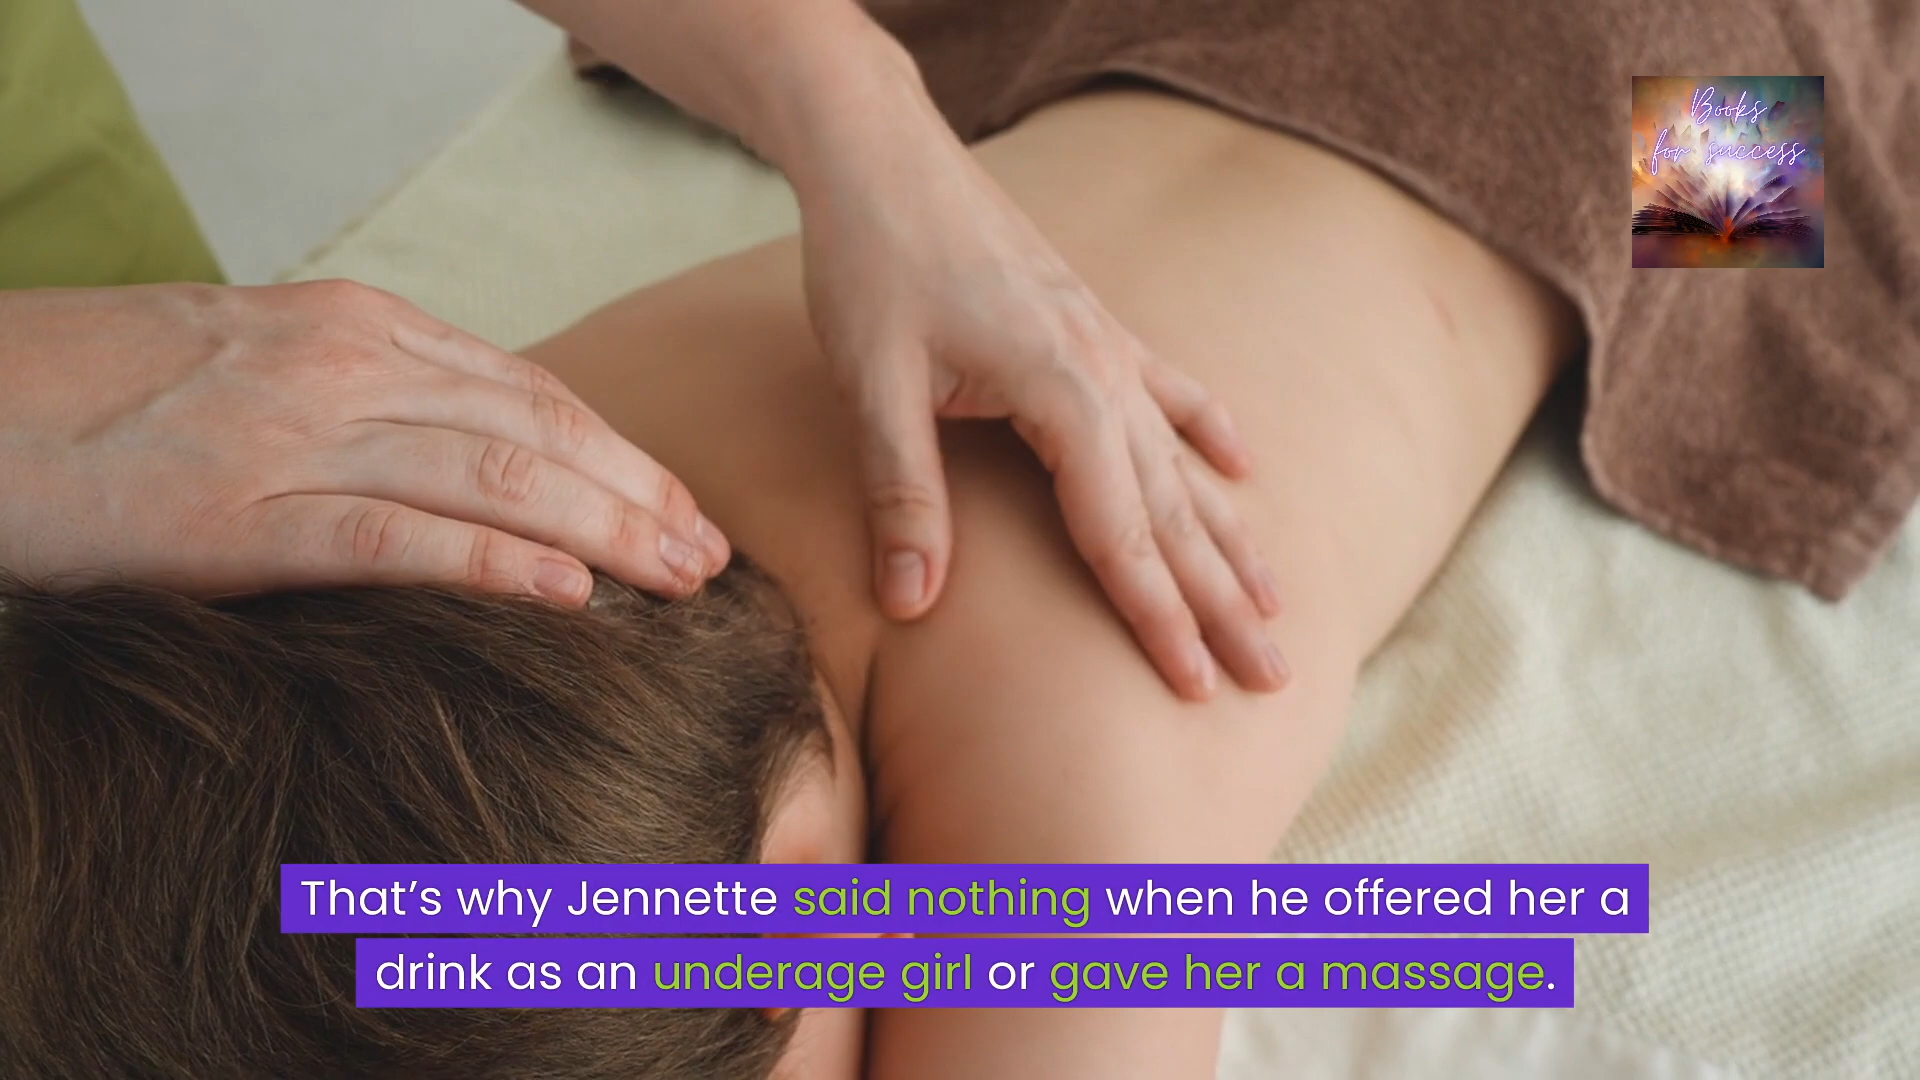 Books
for success
That’s why Jennette said nothing when he offered her a
drink as an underage girl or gave her a massage.